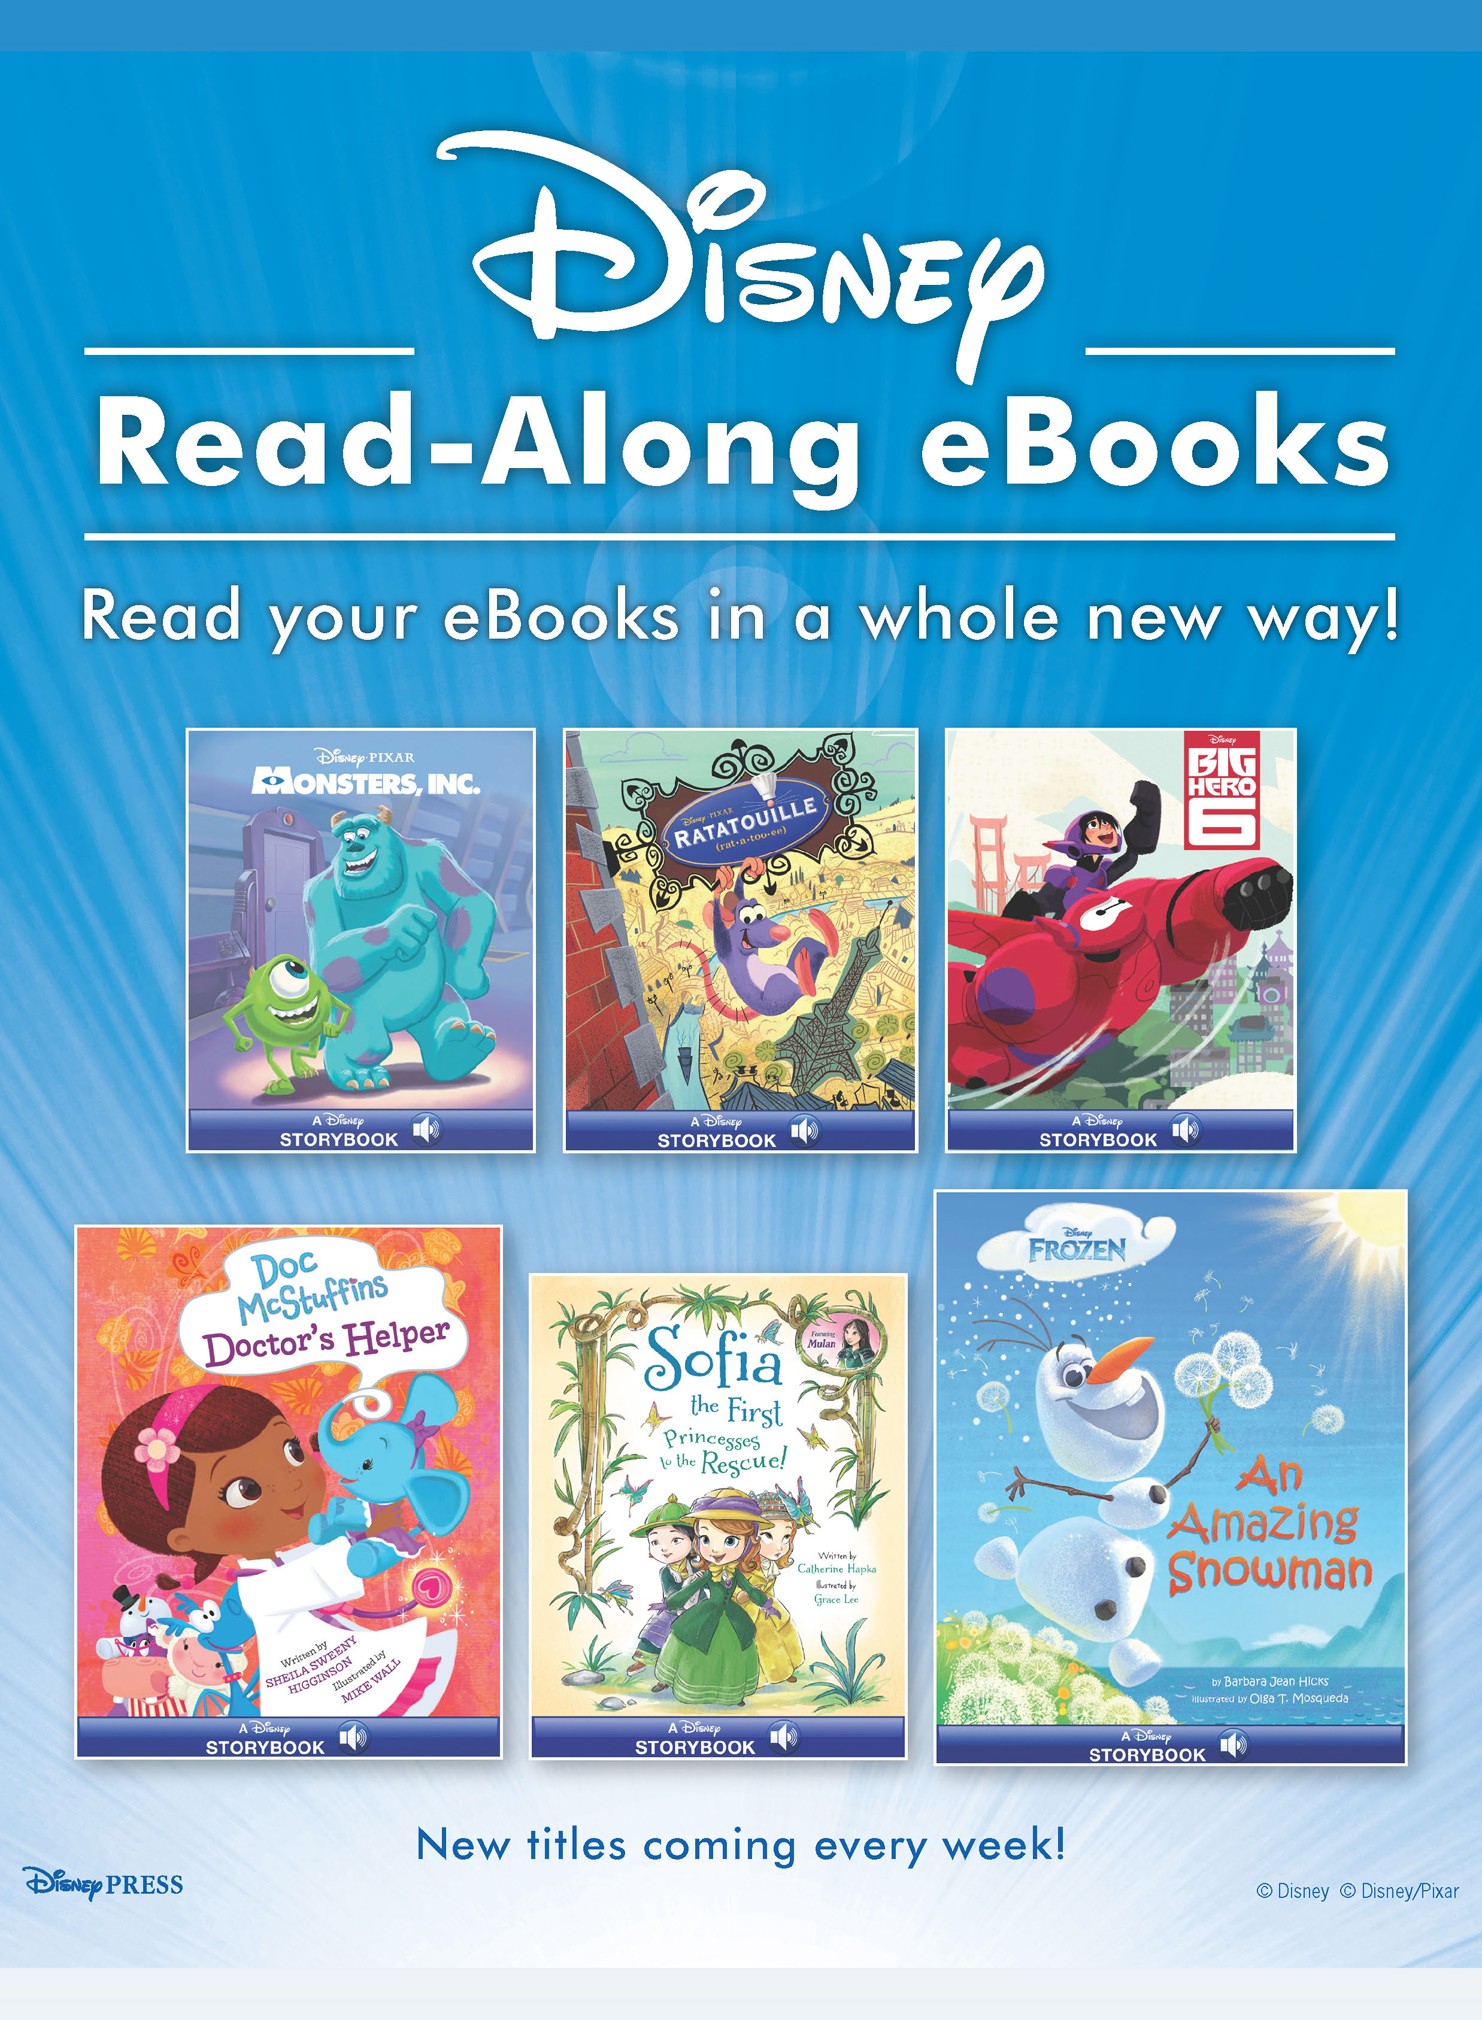 Disney
Read-Along eBooks
Read your eBooks in a whole new way!
Disney·PIXAR
MONSTERS, INC.
A Disney
STORYBOOK
Disney·PIXAR
RATATOUILLE
(rat•a•too•ee)
A Disney
STORYBOOK
Disney
BIG
HERO
6
A Disney
STORYBOOK
Doc
McStuffins
Doctor's Helper
Written by
SHEILA SWEENY
HIGGINSON
Illustrated by
MIKE WALL
A Disney
STORYBOOK
Featuring
Mulan
Sofia
the First
Princesses
to the Rescue!
Written by
Catherine Hapka
Illustrated by
Grace Lee
A Disney
STORYBOOK
Disney
FROZEN
An
Amazing
Snowman
by Barbara Jean Hicks
illustrated by Olga T. Mosqueda
A Disney
STORYBOOK
New titles coming every week!
Disney PRESS
© Disney © Disney/Pixar